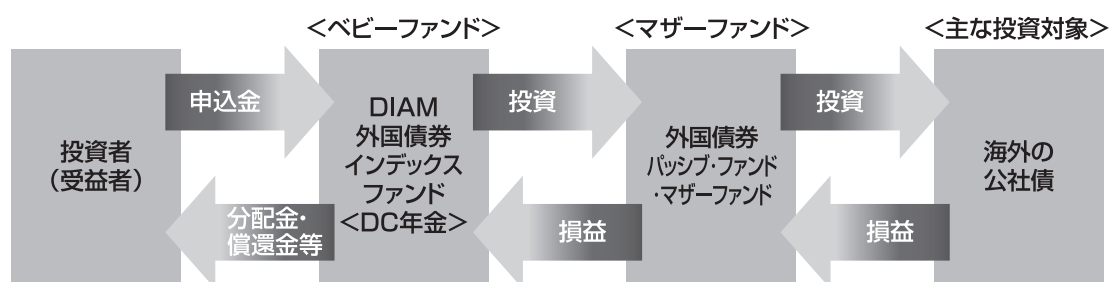 ＜ベビーファンド＞
＜マザーファンド＞
＜主な投資対象＞
投資者
（受益者）
申込金
分配金・
償還金等
DIAM
外国債券
インデックス
ファンド
＜DC年金＞
投資
損益
外国債券
パッシブ・ファンド
・マザーファンド
投資
損益
海外の
公社債